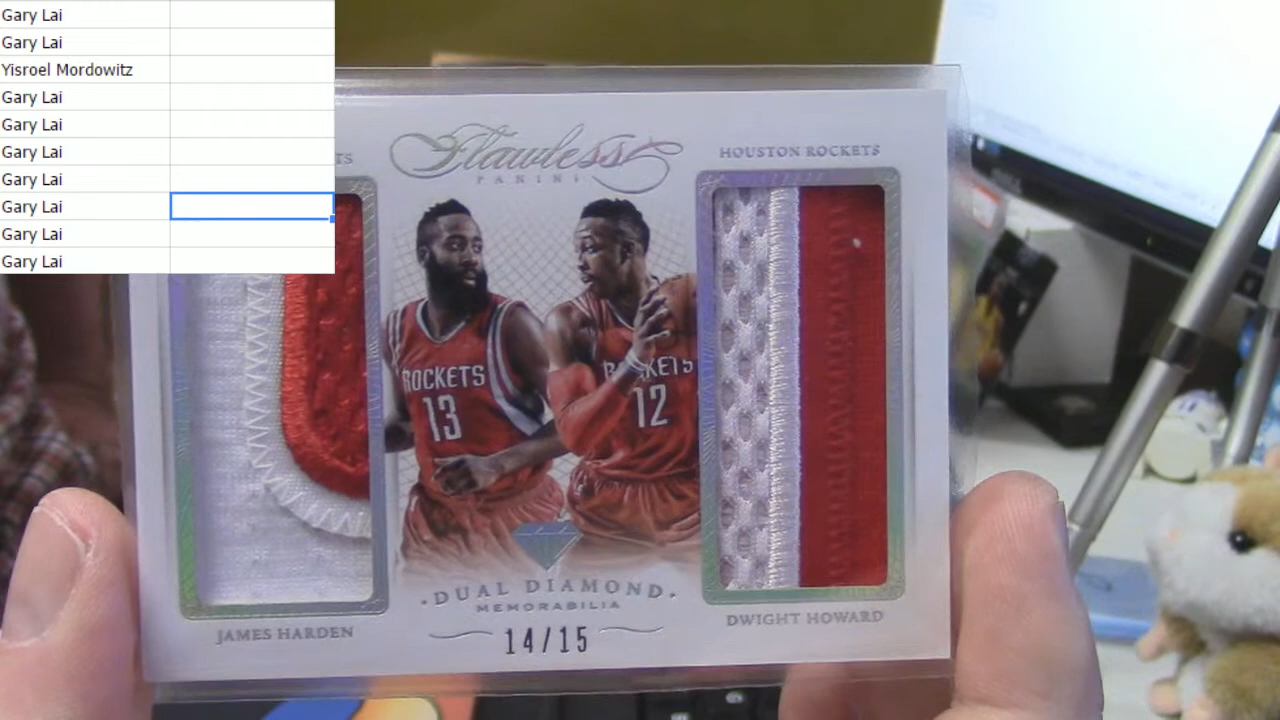 Gary Lai
Gary Lai
Yisroel Mordowitz
Gary Lai
Gary Lai
Gary Lai
Gary Lai
Gary Lai
Gary Lai
Gary Lai
Flawless
PANINI
HOUSTON ROCKETS
ROCKETS
13
12
DUAL DIAMOND
MEMORABILIA
JAMES HARDEN
14/15
DWIGHT HOWARD